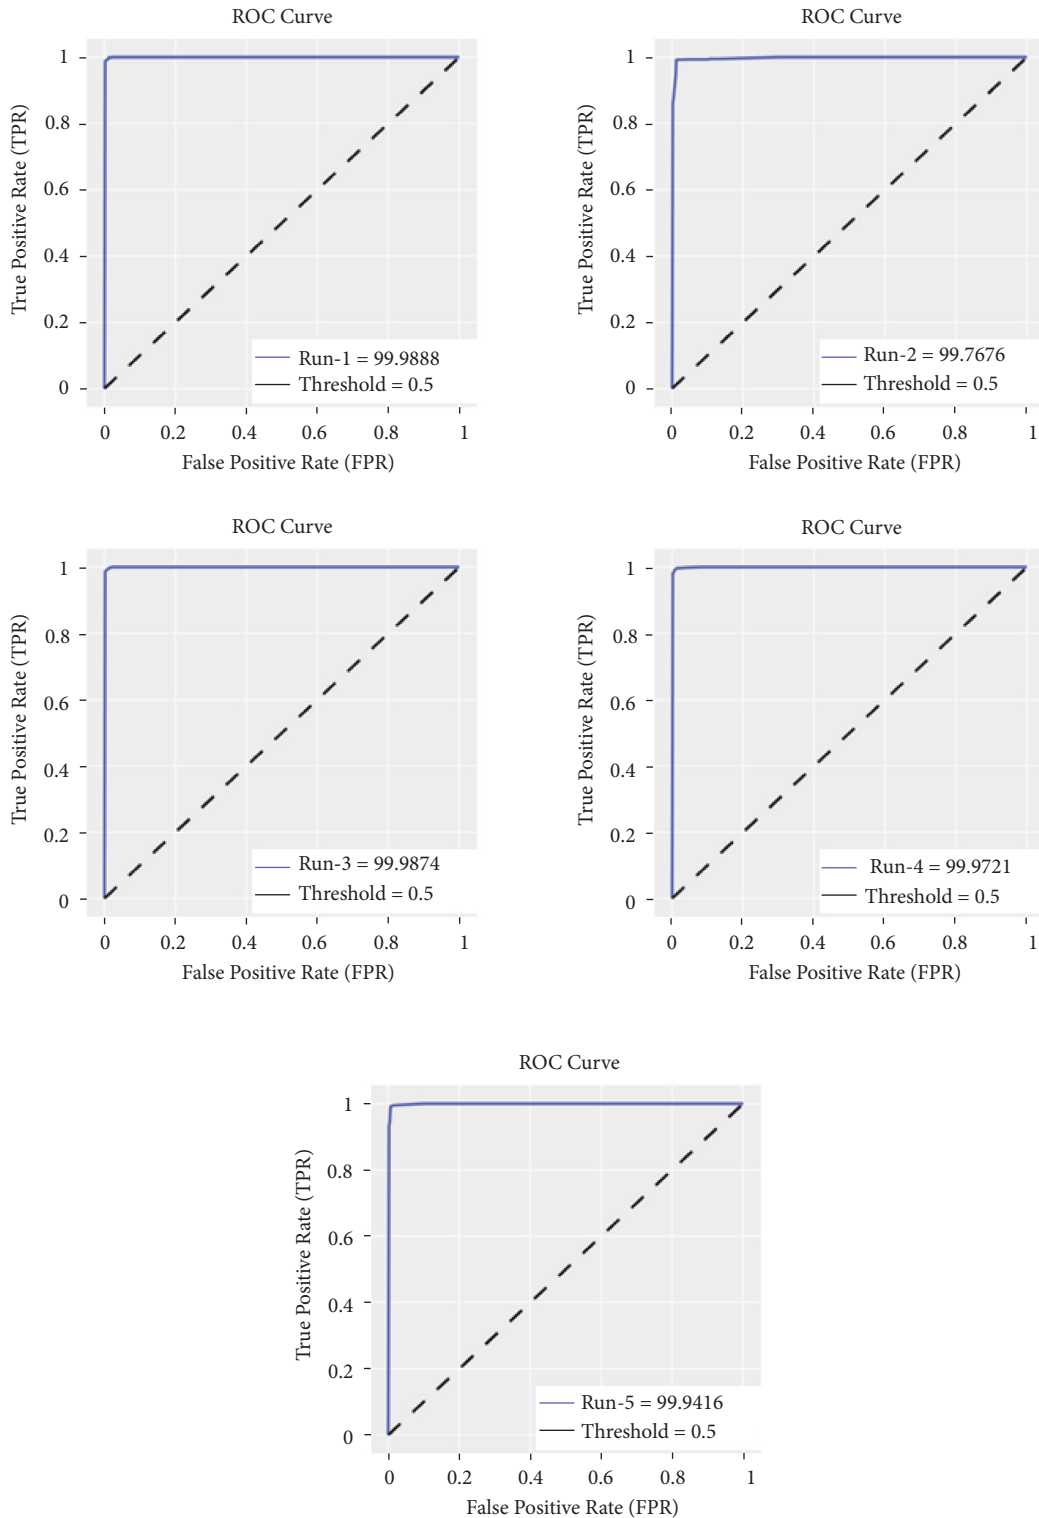 ROC Curve
True Positive Rate (TPR)
1
0.8
0.6
0.4
0.2
0
Run-1 = 99.9888
Threshold = 0.5
0 0.2 0.4 0.6 0.8 1
False Positive Rate (FPR)
ROC Curve
True Positive Rate (TPR)
1
0.8
0.6
0.4
0.2
0
Run-2 = 99.7676
Threshold = 0.5
0 0.2 0.4 0.6 0.8 1
False Positive Rate (FPR)
ROC Curve
True Positive Rate (TPR)
1
0.8
0.6
0.4
0.2
0
Run-3 = 99.9874
Threshold = 0.5
0 0.2 0.4 0.6 0.8 1
False Positive Rate (FPR)
ROC Curve
True Positive Rate (TPR)
1
0.8
0.6
0.4
0.2
0
Run-4 = 99.9721
Threshold = 0.5
0 0.2 0.4 0.6 0.8 1
False Positive Rate (FPR)
ROC Curve
True Positive Rate (TPR)
1
0.8
0.6
0.4
0.2
0
Run-5 = 99.9416
Threshold = 0.5
0 0.2 0.4 0.6 0.8 1
False Positive Rate (FPR)